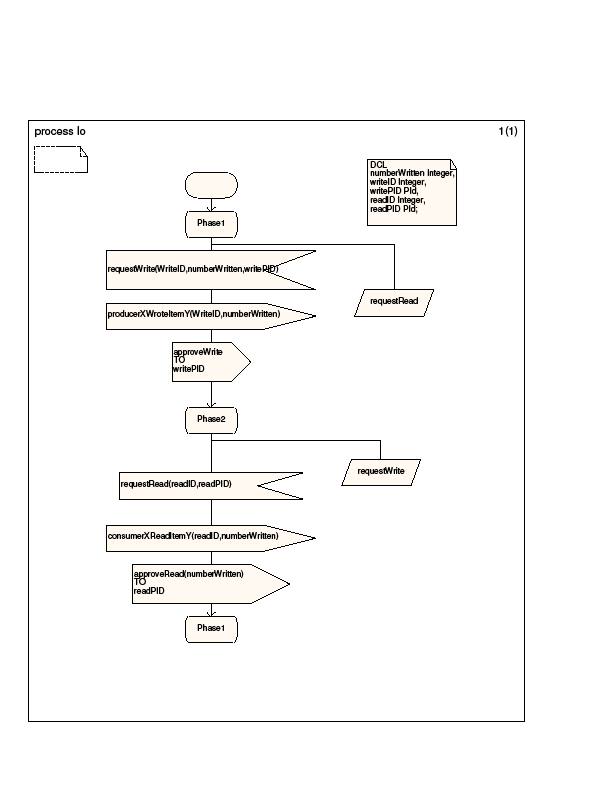 process Io
1(1)
DCL
numberWritten Integer,
writeID Integer,
writePID PId,
readID Integer,
readPID PId;
Phase1
requestWrite(WriteID,numberWritten,writePID)
requestRead
producerXWroteItemY(WriteID,numberWritten)
approveWrite
TO
writePID
Phase2
requestWrite
requestRead(readID,readPID)
consumerXReadItemY(readID,numberWritten)
approveRead(numberWritten)
TO
readPID
Phase1